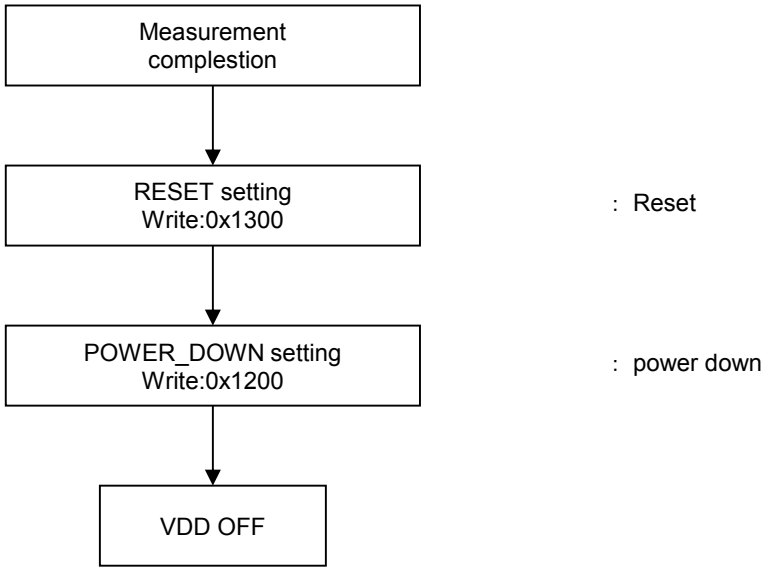 Measurement
complestion
RESET setting
Write:0x1300
: Reset
POWER_DOWN setting
Write:0x1200
: power down
VDD OFF